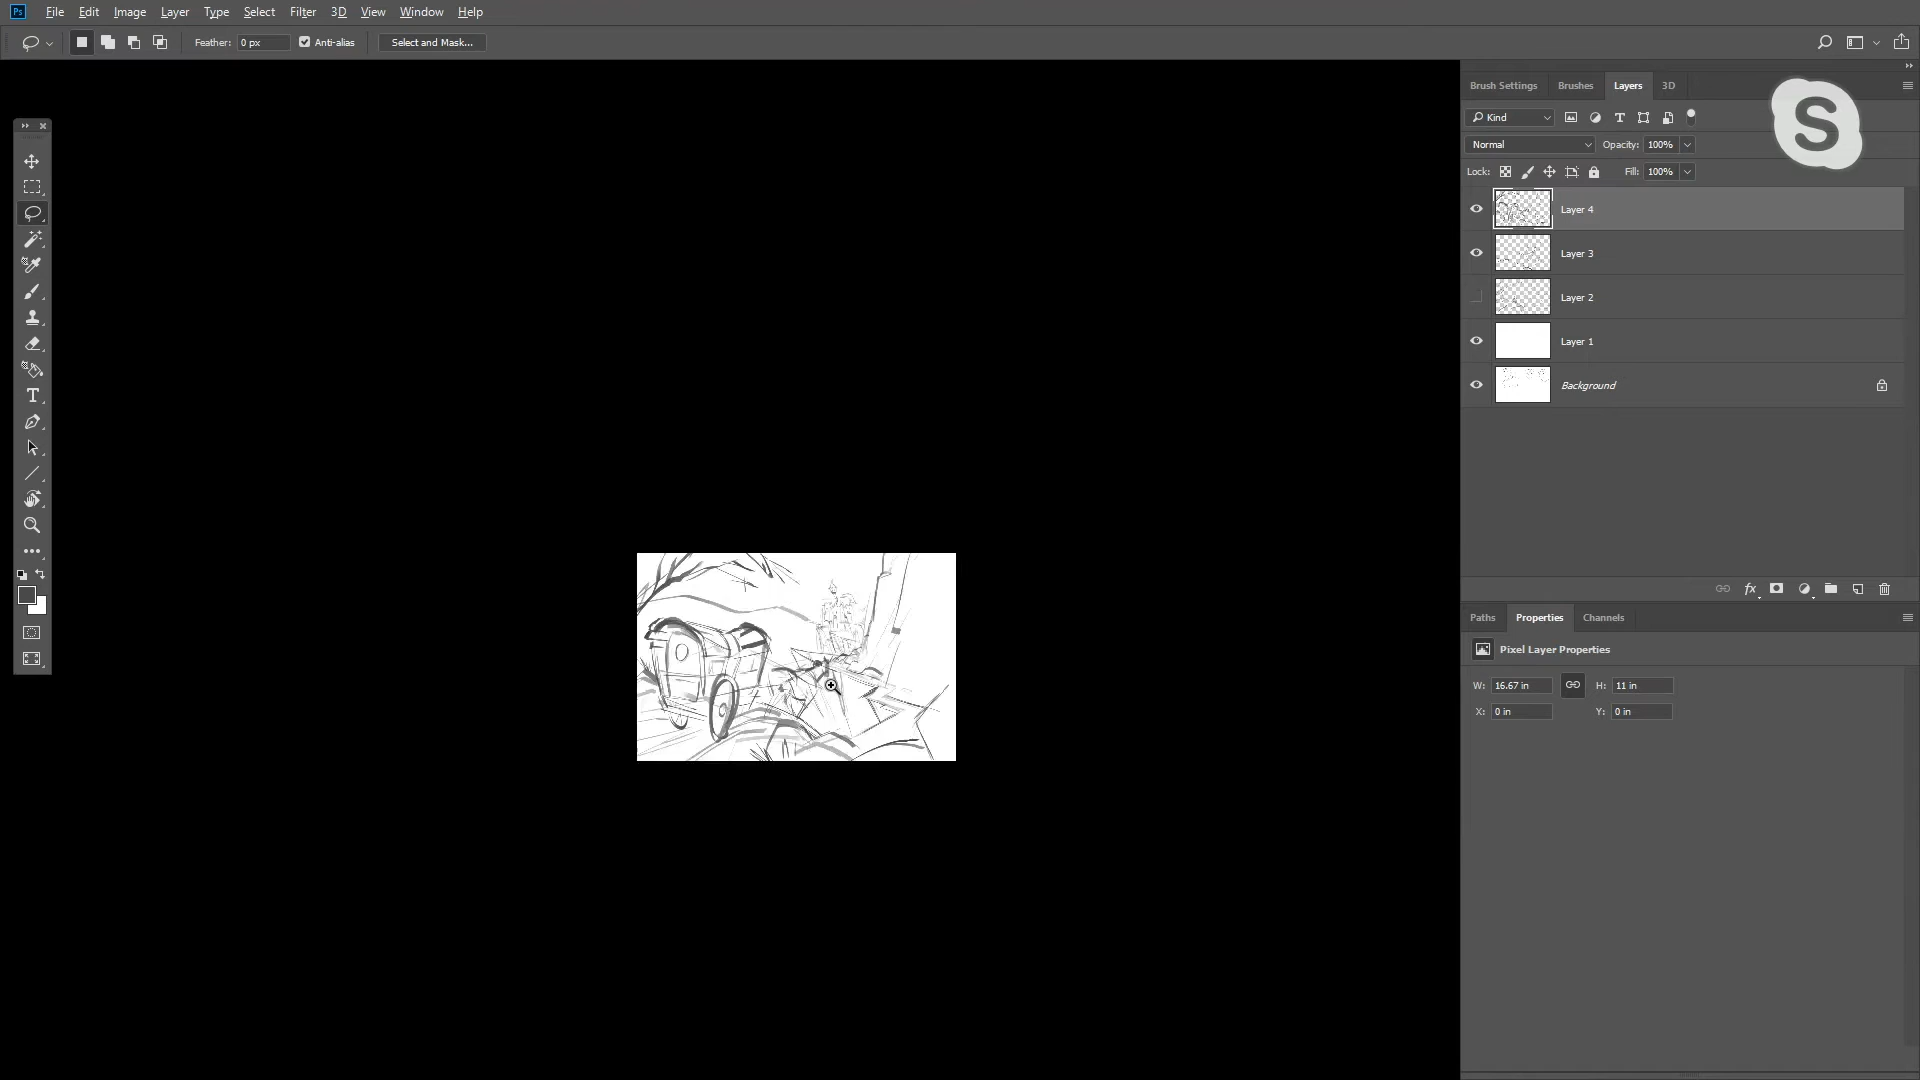 Ps File Edit Image Layer Type Select Filter 3D View Window Help
Feather: 0 px Anti-alias Select and Mask...
Brush Settings Brushes Layers 3D
Kind
Normal Opacity: 100%
Lock: Fill: 100%
Layer 4
Layer 3
Layer 2
Layer 1
Background
fx
Paths Properties Channels
Pixel Layer Properties
W: 16.67 in H: 11 in
X: 0 in Y: 0 in